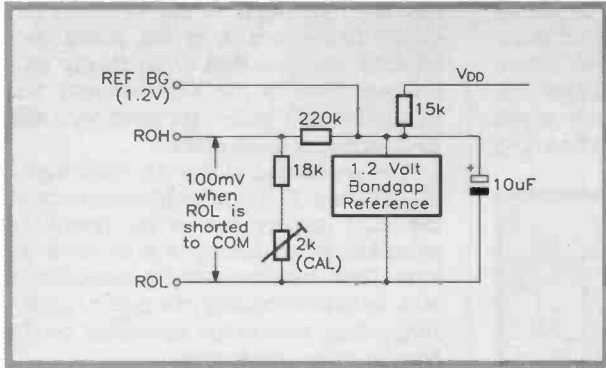 REF BG
(1.2V)
VDD
15k
220k
ROH
18k
100mV
when
ROL is
shorted
to COM
1.2 Volt
Bandgap
Reference
+
10uF
2k
(CAL)
ROL